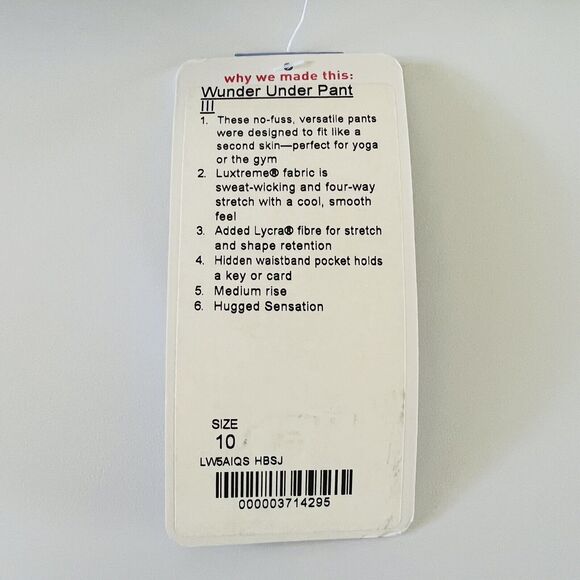 why we made this:
Wunder Under Pant
III
1. These no-fuss, versatile pants
were designed to fit like a
second skin—perfect for yoga
or the gym
2. Luxtreme® fabric is
sweat-wicking and four-way
stretch with a cool, smooth
feel
3. Added Lycra® fibre for stretch
and shape retention
4. Hidden waistband pocket holds
a key or card
5. Medium rise
6. Hugged Sensation
SIZE
10
LW5AIQS HBSJ
000003714295